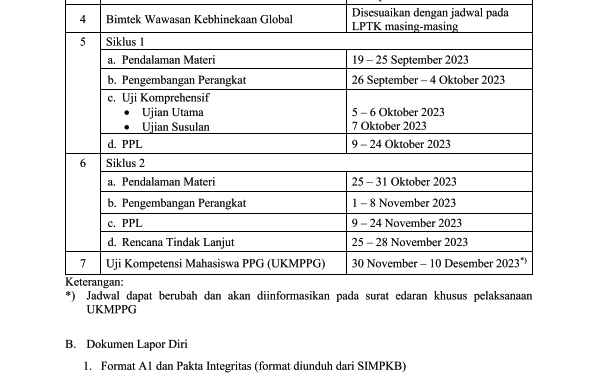 4 Bimtek Wawasan Kebhinekaan Global Disesuaikan dengan jadwal pada
LPTK masing-masing
5 Siklus 1
a. Pendalaman Materi 19 – 25 September 2023
b. Pengembangan Perangkat 26 September – 4 Oktober 2023
c. Uji Komprehensif
• Ujian Utama 5 – 6 Oktober 2023
• Ujian Susulan 7 Oktober 2023
d. PPL 9 – 24 Oktober 2023
6 Siklus 2
a. Pendalaman Materi 25 – 31 Oktober 2023
b. Pengembangan Perangkat 1 – 8 November 2023
c. PPL 9 – 24 November 2023
d. Rencana Tindak Lanjut 25 – 28 November 2023
7 Uji Kompetensi Mahasiswa PPG (UKMPPG) 30 November – 10 Desember 2023*)
Keterangan:
*) Jadwal dapat berubah dan akan diinformasikan pada surat edaran khusus pelaksanaan
UKMPPG
B. Dokumen Lapor Diri
1. Format A1 dan Pakta Integritas (format diunduh dari SIMPKB)